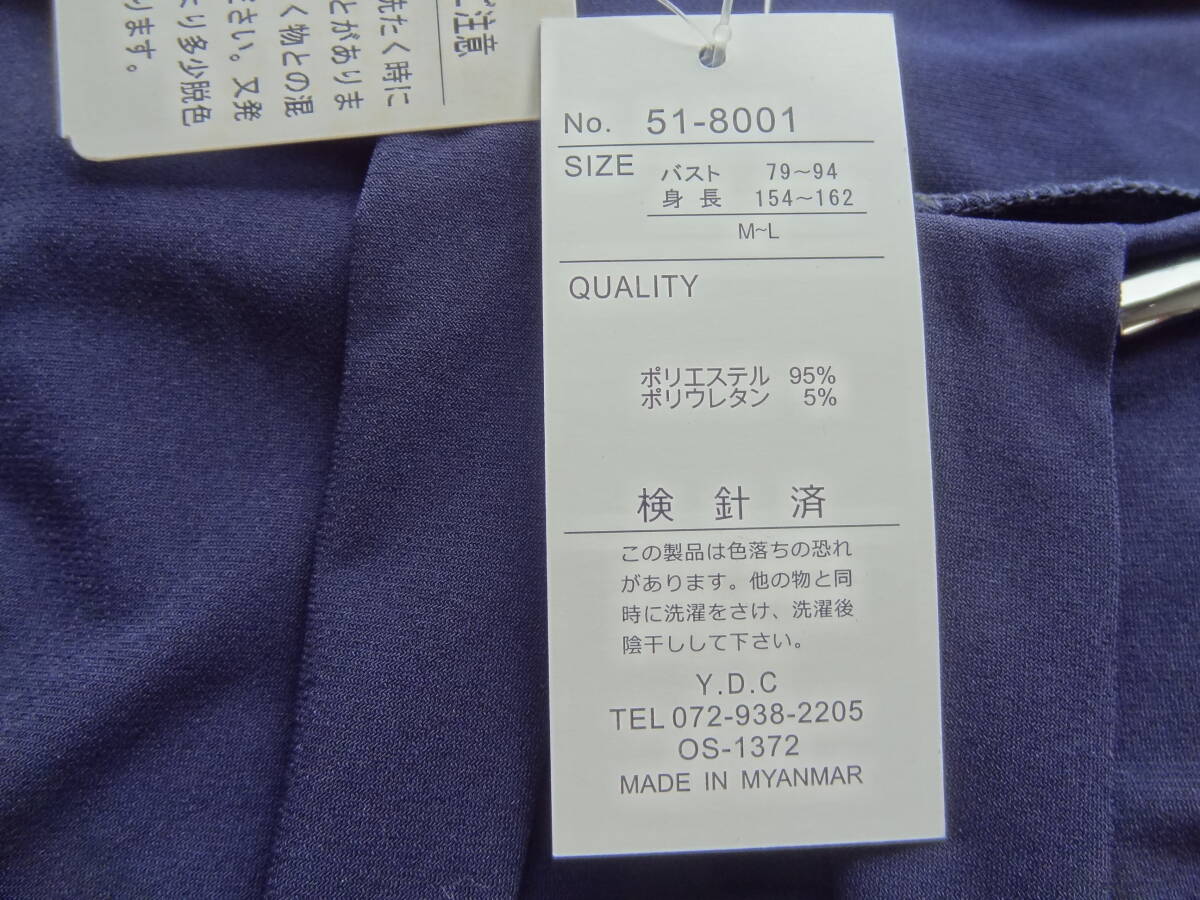 ご注意
洗たく時に
とがありま
く物との混
ださい。又発
より多少脱色
ります。
No. 51-8001
SIZE バスト 79～94
身長 154～162
M~L
QUALITY
ポリエステル 95%
ポリウレタン 5%
検針済
この製品は色落ちの恐れ
があります。他の物と同
時に洗濯をさけ、洗濯後
陰干しして下さい。
Y.D.C
TEL 072-938-2205
OS-1372
MADE IN MYANMAR